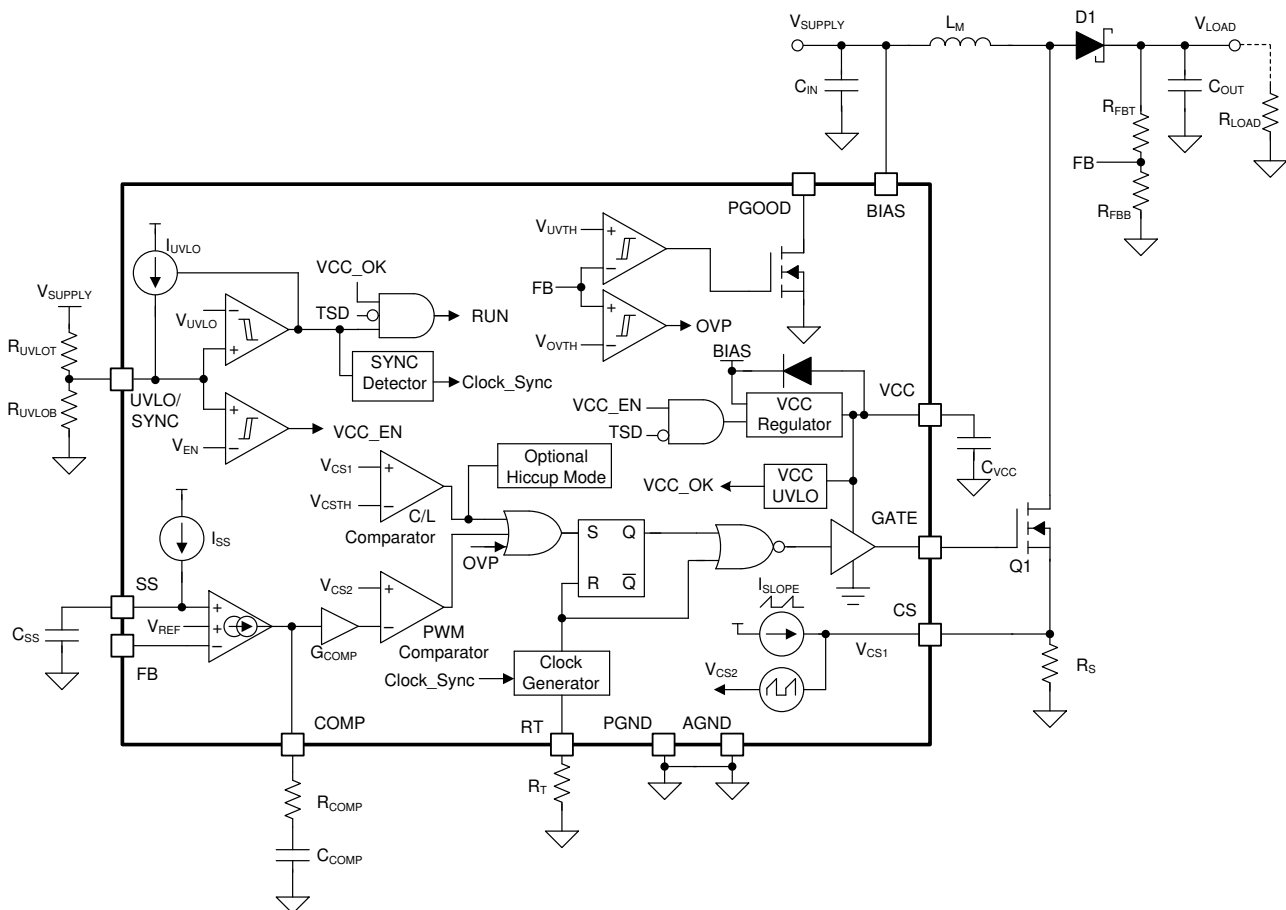 VSUPPLY
LM
D1
VLOAD
CIN
COUT
RFBT
RLOAD
FB
RFBB
PGOOD
BIAS
IUVLO
VUVTH
VCC_OK
FB
VSUPPLY
TSD
RUN
VUVLO
OVP
VOVTH
RUVLOT
SYNC
Detector
BIAS
Clock_Sync
VCC
UVLO/
SYNC
VCC_EN
VCC
Regulator
RUVLOB
TSD
VEN
VCC_EN
VCS1
Optional
Hiccup Mode
CVCC
VCC_OK
VCC
UVLO
VCSTH
C/L
Comparator
GATE
ISS
S
Q
OVP
R
Q
Q1
SS
VCS2
ISLOPE
CS
CSS
VREF
GCOMP
PWM
Comparator
VCS1
FB
Clock
Generator
Clock_Sync
VCS2
RS
COMP
RT
PGND
AGND
RT
RCOMP
CCOMP